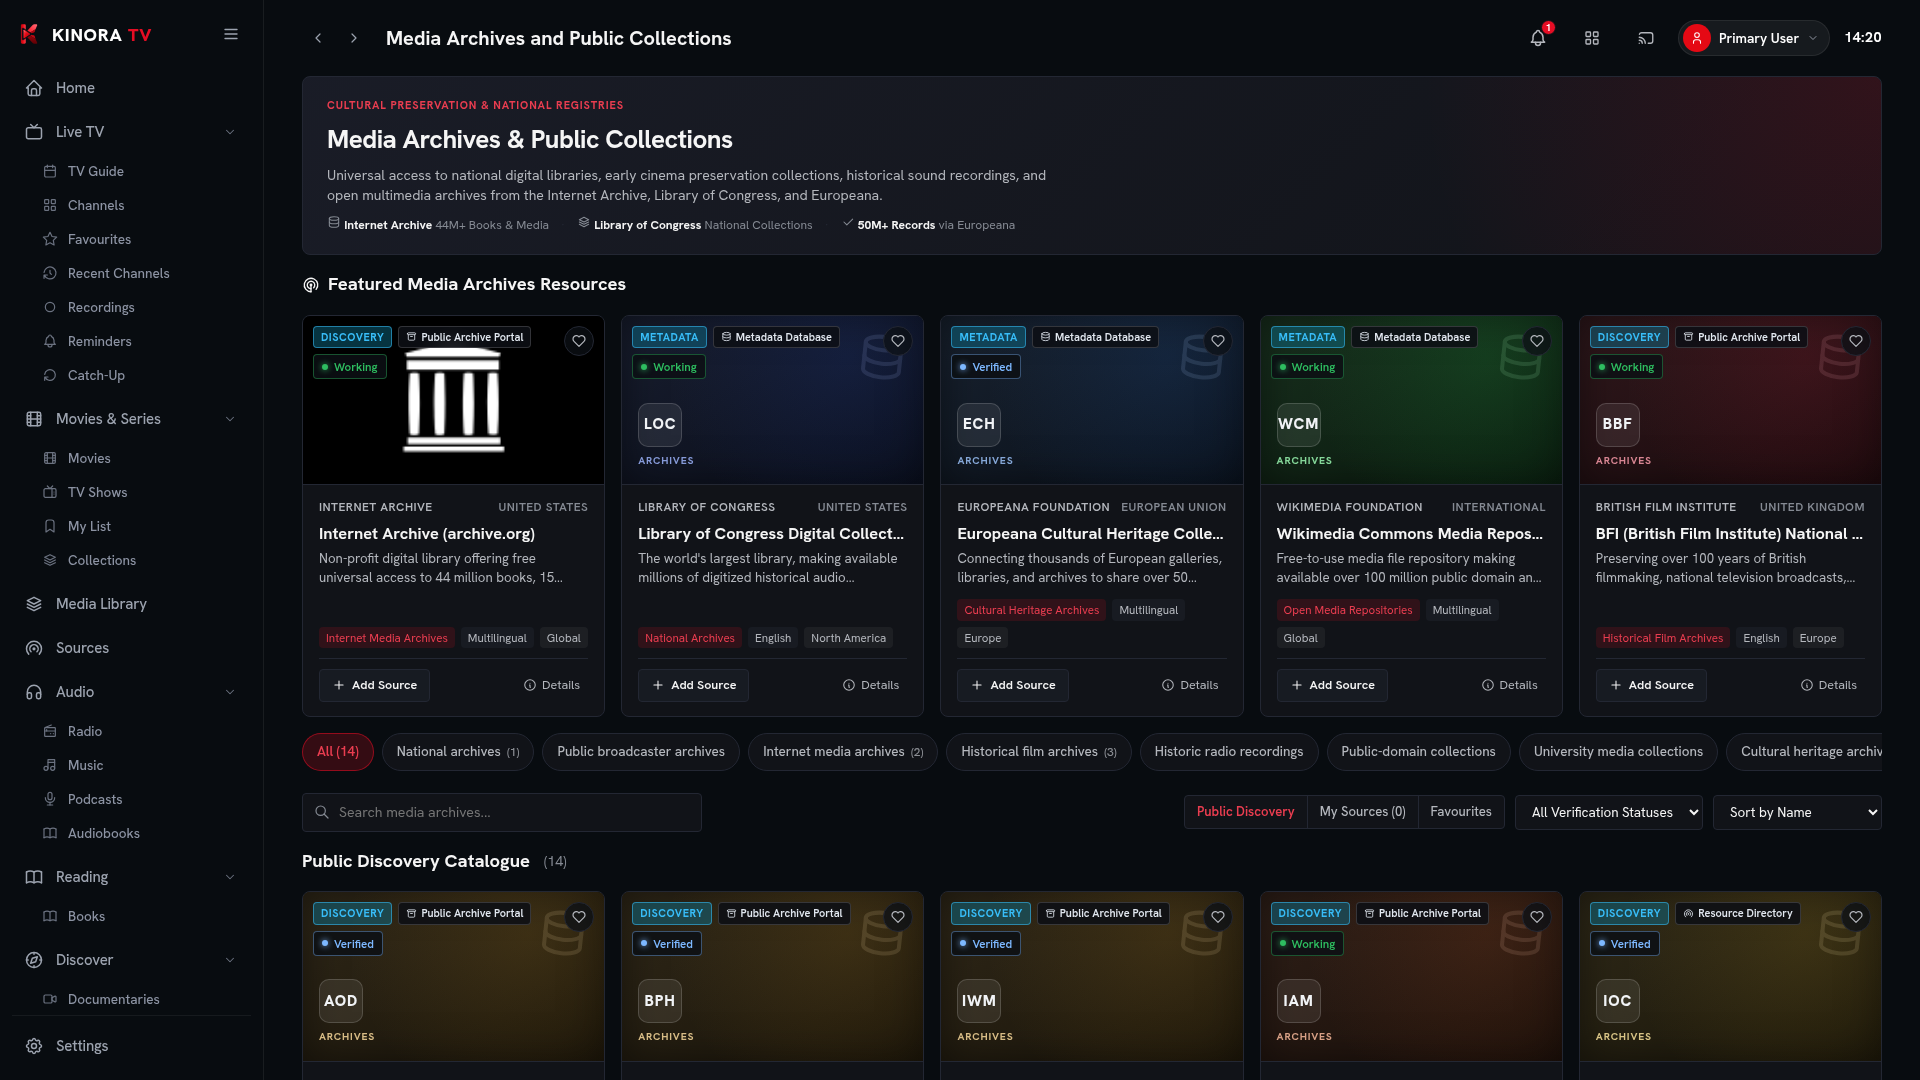 KINORA TV
Home
Live TV
TV Guide
Channels
Favourites
Recent Channels
Recordings
Reminders
Catch-Up
Movies & Series
Movies
TV Shows
My List
Collections
Media Library
Sources
Audio
Radio
Music
Podcasts
Audiobooks
Reading
Books
Discover
Documentaries
Settings
Media Archives and Public Collections
1
Primary User
14:20
CULTURAL PRESERVATION & NATIONAL REGISTRIES
Media Archives & Public Collections
Universal access to national digital libraries, early cinema preservation collections, historical sound recordings, and
open multimedia archives from the Internet Archive, Library of Congress, and Europeana.
Internet Archive 44M+ Books & Media
Library of Congress National Collections
50M+ Records via Europeana
Featured Media Archives Resources
DISCOVERY
Public Archive Portal
Working
INTERNET ARCHIVE
UNITED STATES
Internet Archive (archive.org)
Non-profit digital library offering free
universal access to 44 million books, 15...
Internet Media Archives
Multilingual
Global
Add Source
Details
METADATA
Metadata Database
Working
LOC
ARCHIVES
LIBRARY OF CONGRESS
UNITED STATES
Library of Congress Digital Collect...
The world's largest library, making available
millions of digitized historical audio...
National Archives
English
North America
Add Source
Details
METADATA
Metadata Database
Verified
ECH
ARCHIVES
EUROPEANA FOUNDATION
EUROPEAN UNION
Europeana Cultural Heritage Colle...
Connecting thousands of European galleries,
libraries, and archives to share over 50...
Cultural Heritage Archives
Multilingual
Europe
Add Source
Details
METADATA
Metadata Database
Working
WCM
ARCHIVES
WIKIMEDIA FOUNDATION
INTERNATIONAL
Wikimedia Commons Media Repos...
Free-to-use media file repository making
available over 100 million public domain an...
Open Media Repositories
Multilingual
Global
Add Source
Details
DISCOVERY
Public Archive Portal
Working
BBF
ARCHIVES
BRITISH FILM INSTITUTE
UNITED KINGDOM
BFI (British Film Institute) National ...
Preserving over 100 years of British
filmmaking, national television broadcasts,...
Historical Film Archives
English
Europe
Add Source
Details
All (14)
National archives (1)
Public broadcaster archives
Internet media archives (2)
Historical film archives (3)
Historic radio recordings
Public-domain collections
University media collections
Cultural heritage archiv
Search media archives...
Public Discovery
My Sources (0)
Favourites
All Verification Statuses
Sort by Name
Public Discovery Catalogue (14)
DISCOVERY
Public Archive Portal
Verified
AOD
ARCHIVES
DISCOVERY
Public Archive Portal
Verified
BPH
ARCHIVES
DISCOVERY
Public Archive Portal
Verified
IWM
ARCHIVES
DISCOVERY
Public Archive Portal
Working
IAM
ARCHIVES
DISCOVERY
Resource Directory
Verified
IOC
ARCHIVES